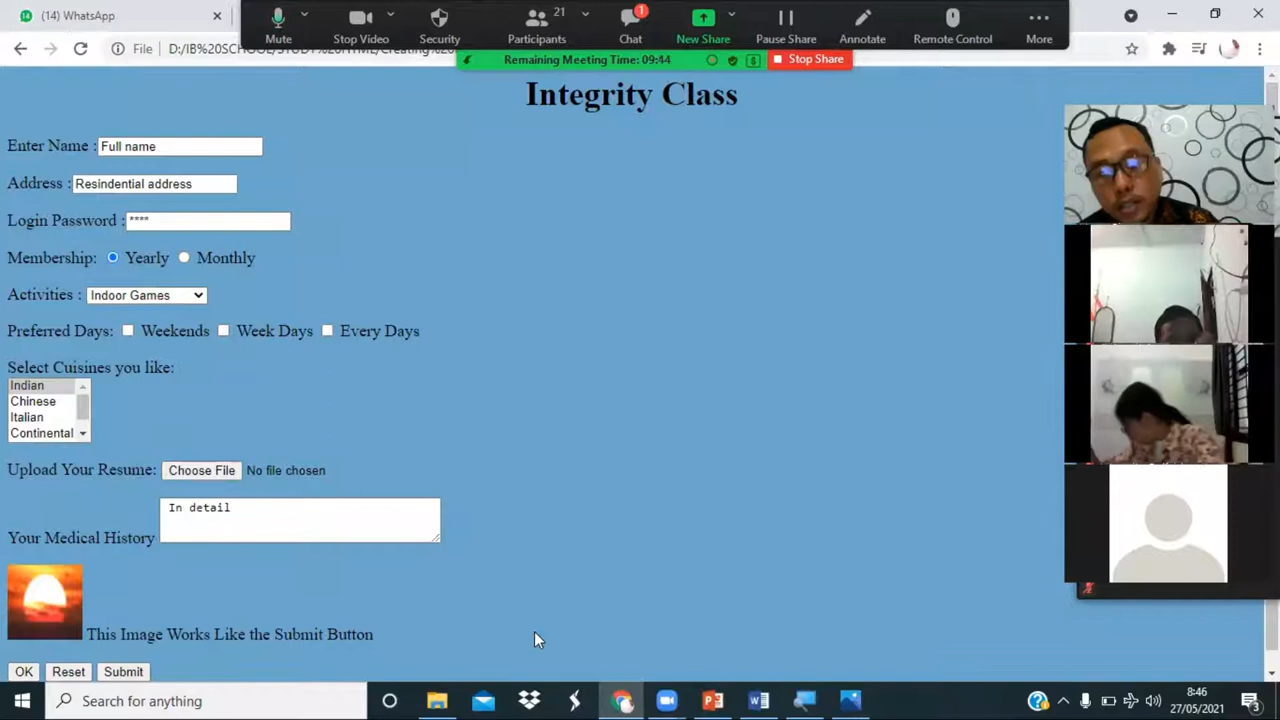 (14) WhatsApp
Mute
Stop Video
Security
21
Participants
1
Chat
New Share
Pause Share
Annotate
Remote Control
More
File
Remaining Meeting Time: 09:44
Stop Share
Integrity Class
Enter Name : Full name
Address : Resindential address
Login Password : ****
Membership: Yearly Monthly
Activities : Indoor Games
Preferred Days: Weekends Week Days Every Days
Select Cuisines you like:
Indian
Chinese
Italian
Continental
Upload Your Resume: Choose File No file chosen
In detail
Your Medical History
This Image Works Like the Submit Button
OK Reset Submit
Search for anything
8:46
27/05/2021
3